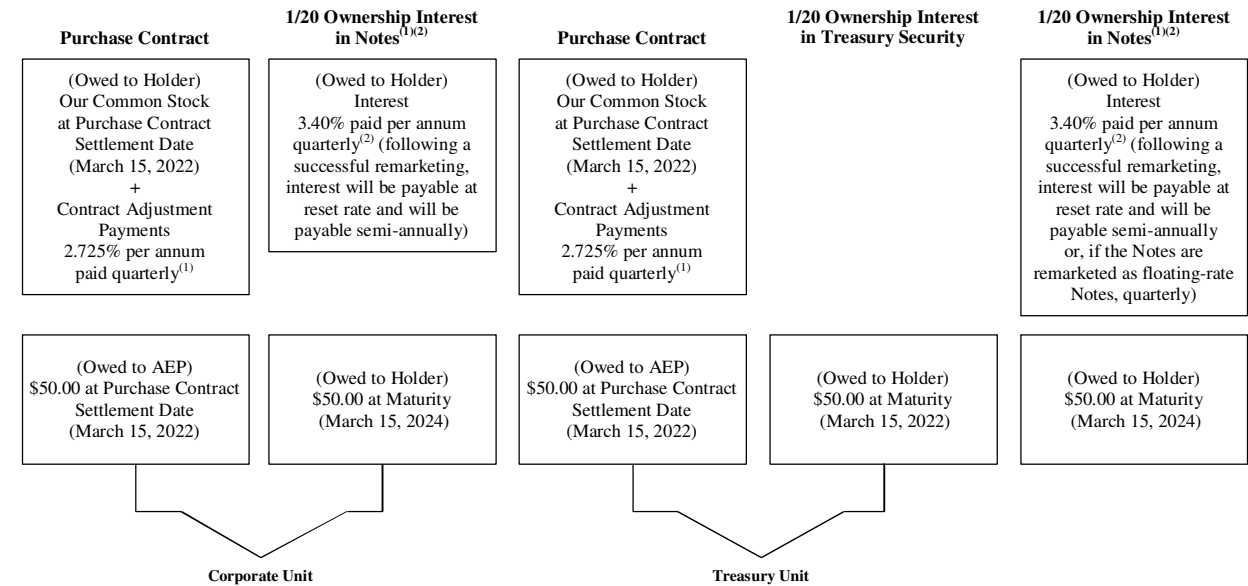 Purchase Contract
(Owed to Holder)
Our Common Stock
at Purchase Contract
Settlement Date
(March 15, 2022)
+
Contract Adjustment
Payments
2.725% per annum
paid quarterly(1)
(Owed to AEP)
$50.00 at Purchase Contract
Settlement Date
(March 15, 2022)
1/20 Ownership Interest
in Notes(1)(2)
(Owed to Holder)
Interest
3.40% paid per annum
quarterly(2) (following a
successful remarketing,
interest will be payable at
reset rate and will be
payable semi-annually)
(Owed to Holder)
$50.00 at Maturity
(March 15, 2024)
Corporate Unit
Purchase Contract
(Owed to Holder)
Our Common Stock
at Purchase Contract
Settlement Date
(March 15, 2022)
+
Contract Adjustment
Payments
2.725% per annum
paid quarterly(1)
(Owed to AEP)
$50.00 at Purchase Contract
Settlement Date
(March 15, 2022)
1/20 Ownership Interest
in Treasury Security
(Owed to Holder)
$50.00 at Maturity
(March 15, 2022)
Treasury Unit
1/20 Ownership Interest
in Notes(1)(2)
(Owed to Holder)
Interest
3.40% paid per annum
quarterly(2) (following a
successful remarketing,
interest will be payable at
reset rate and will be
payable semi-annually
or, if the Notes are
remarketed as floating-rate
Notes, quarterly)
(Owed to Holder)
$50.00 at Maturity
(March 15, 2024)